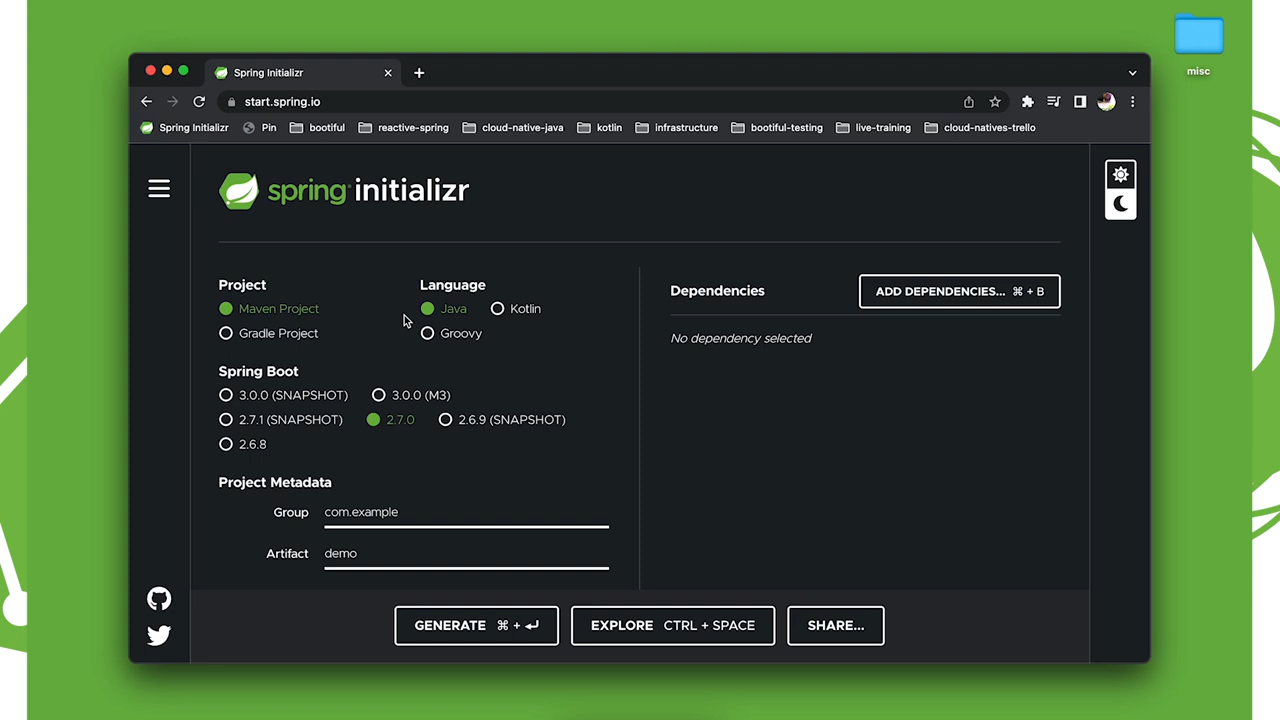 Spring Initializr
misc
start.spring.io
Spring Initializr Pin bootiful reactive-spring cloud-native-java kotlin infrastructure bootiful-testing live-training cloud-natives-trello
spring initializr
Project
Maven Project
Gradle Project
Language
Java Kotlin
Groovy
Spring Boot
3.0.0 (SNAPSHOT) 3.0.0 (M3)
2.7.1 (SNAPSHOT) 2.7.0 2.6.9 (SNAPSHOT)
2.6.8
Project Metadata
Group com.example
Artifact demo
Dependencies ADD DEPENDENCIES... ⌘ + B
No dependency selected
GENERATE ⌘ + ↵ EXPLORE CTRL + SPACE SHARE...